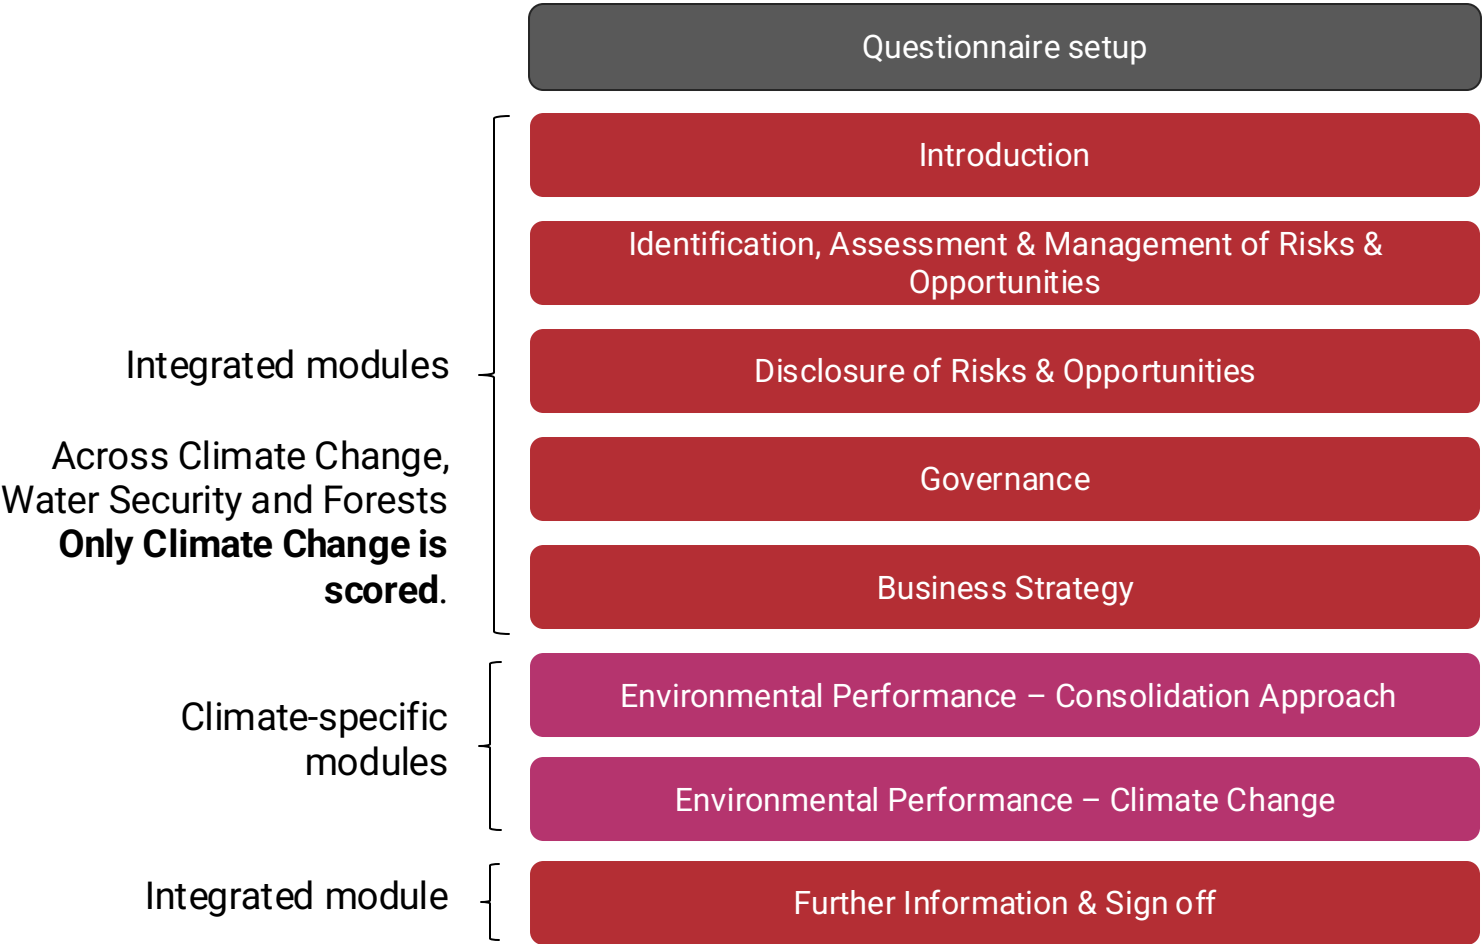 Questionnaire setup
Introduction
Identification, Assessment & Management of Risks &
Opportunities
Integrated modules
Disclosure of Risks & Opportunities
Across Climate Change,
Water Security and Forests
Only Climate Change is
scored.
Governance
Business Strategy
Climate-specific
modules
Environmental Performance – Consolidation Approach
Environmental Performance – Climate Change
Integrated module
Further Information & Sign off